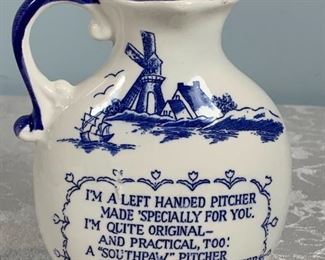 I'M A LEFT HANDED PITCHER
MADE 'SPECIALLY FOR YOU.
I'M QUITE ORIGINAL—
AND PRACTICAL, TOO!
A "SOUTHPAW" PITCHER